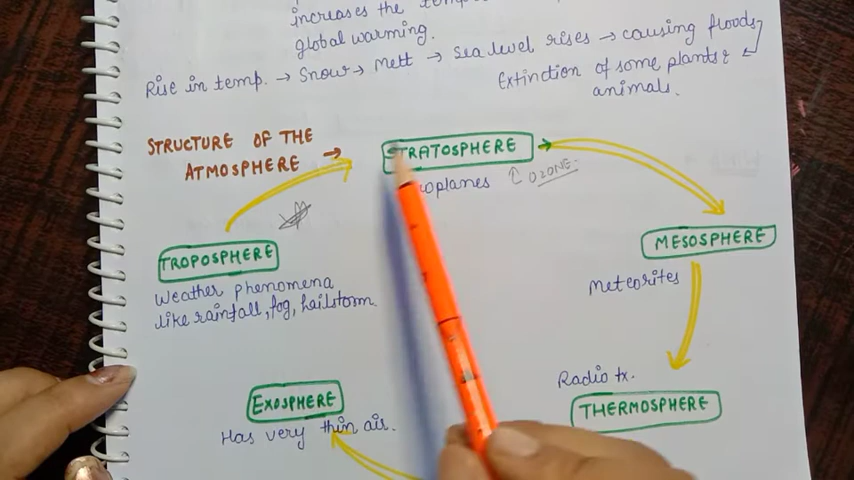 increases the
global warming.
Rise in temp. → Snow → Melt → Sea level rises → causing floods
Extinction of some plants &
animals.
STRUCTURE OF THE
ATMOSPHERE →
STRATOSPHERE
↑ OZONE
TROPOSPHERE
Weather phenomena
like rainfall, fog, hailstorm.
MESOSPHERE
Meteorites
Radio tx.
THERMOSPHERE
EXOSPHERE
Has very thin air.